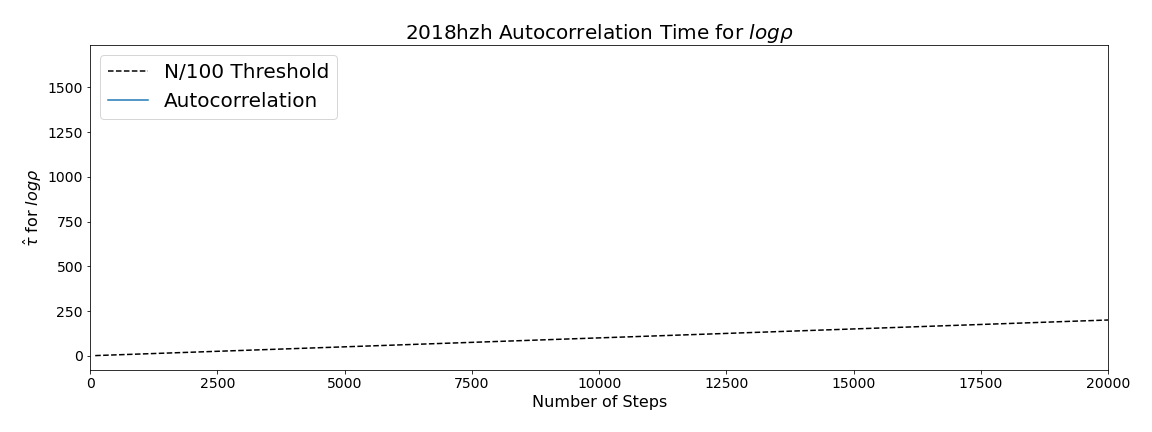 2018hzh Autocorrelation Time for logρ
N/100 Threshold
Autocorrelation
τ̂ for logρ
1500
1250
1000
750
500
250
0
0 2500 5000 7500 10000 12500 15000 17500 20000
Number of Steps